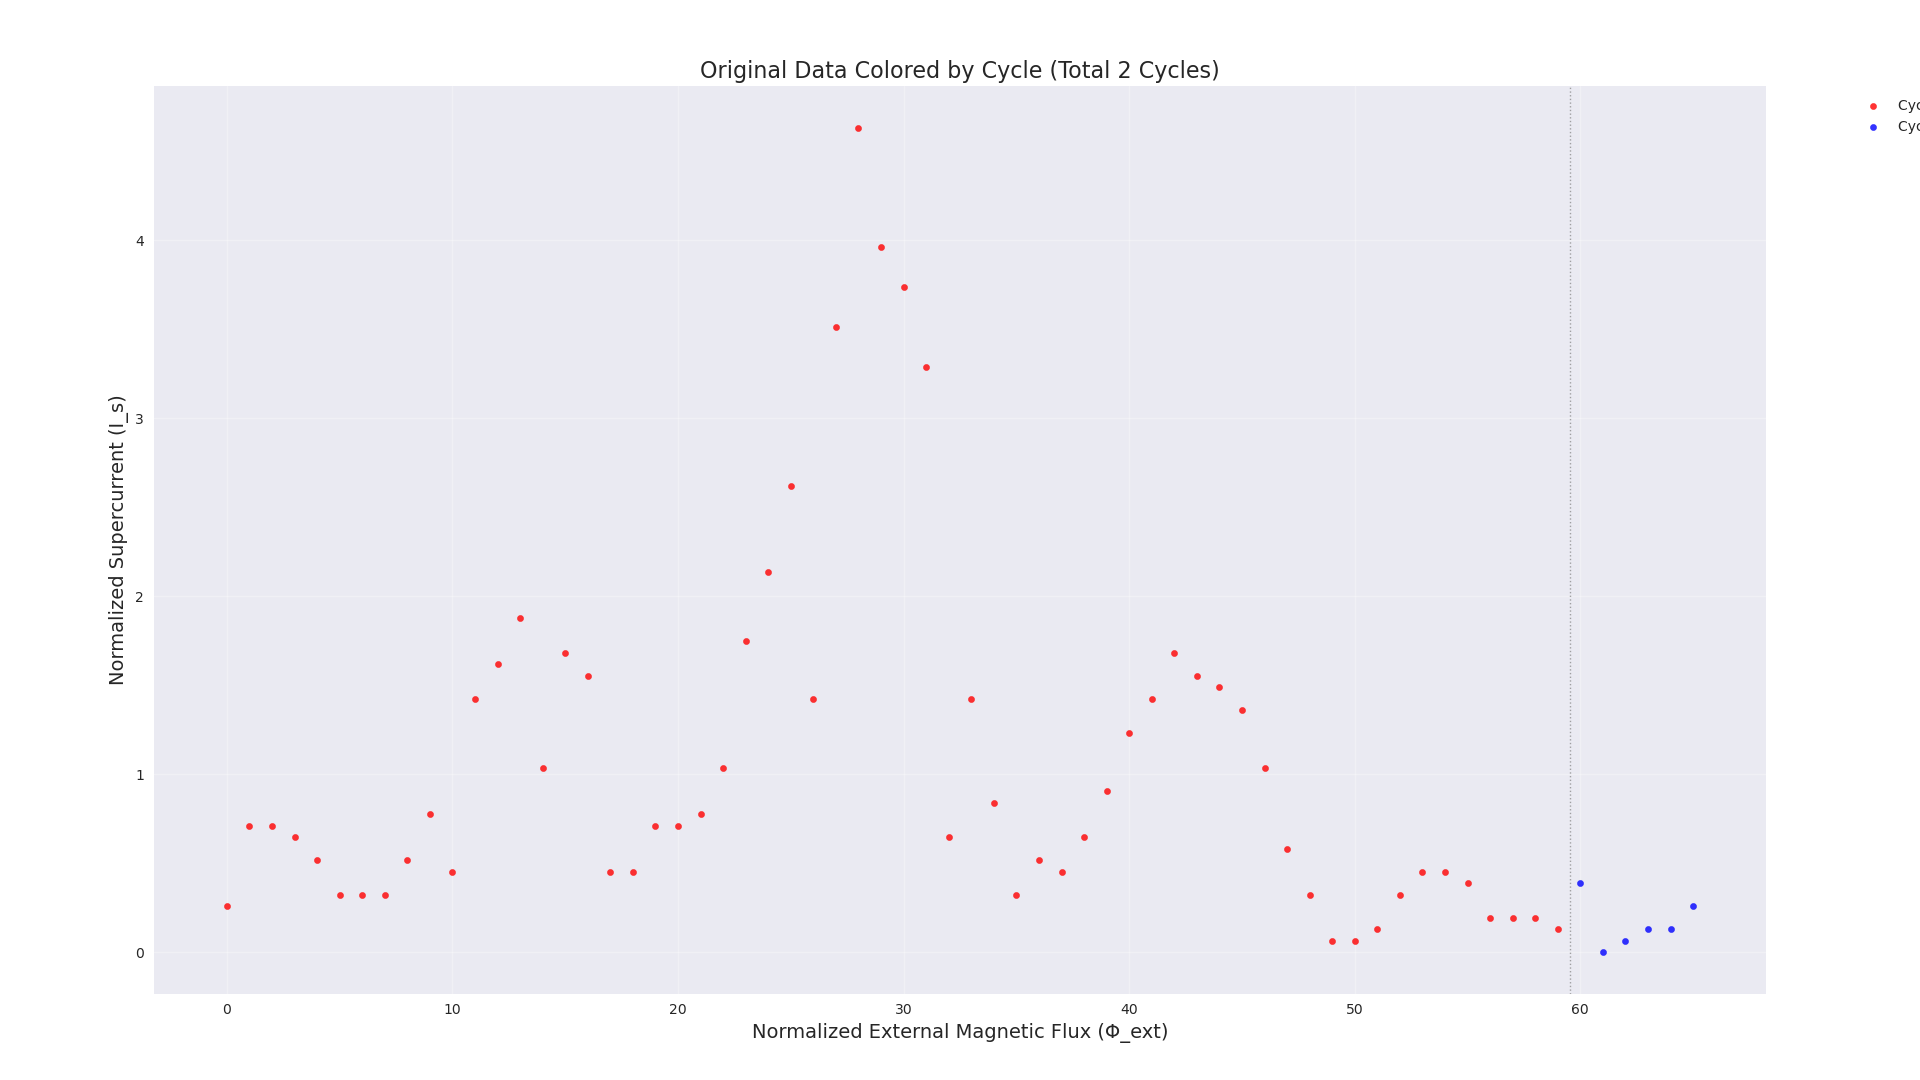 Original Data Colored by Cycle (Total 2 Cycles)
Cyc
Cyc
Normalized Supercurrent (I_s)
4
3
2
1
0
0 10 20 30 40 50 60
Normalized External Magnetic Flux (Φ_ext)